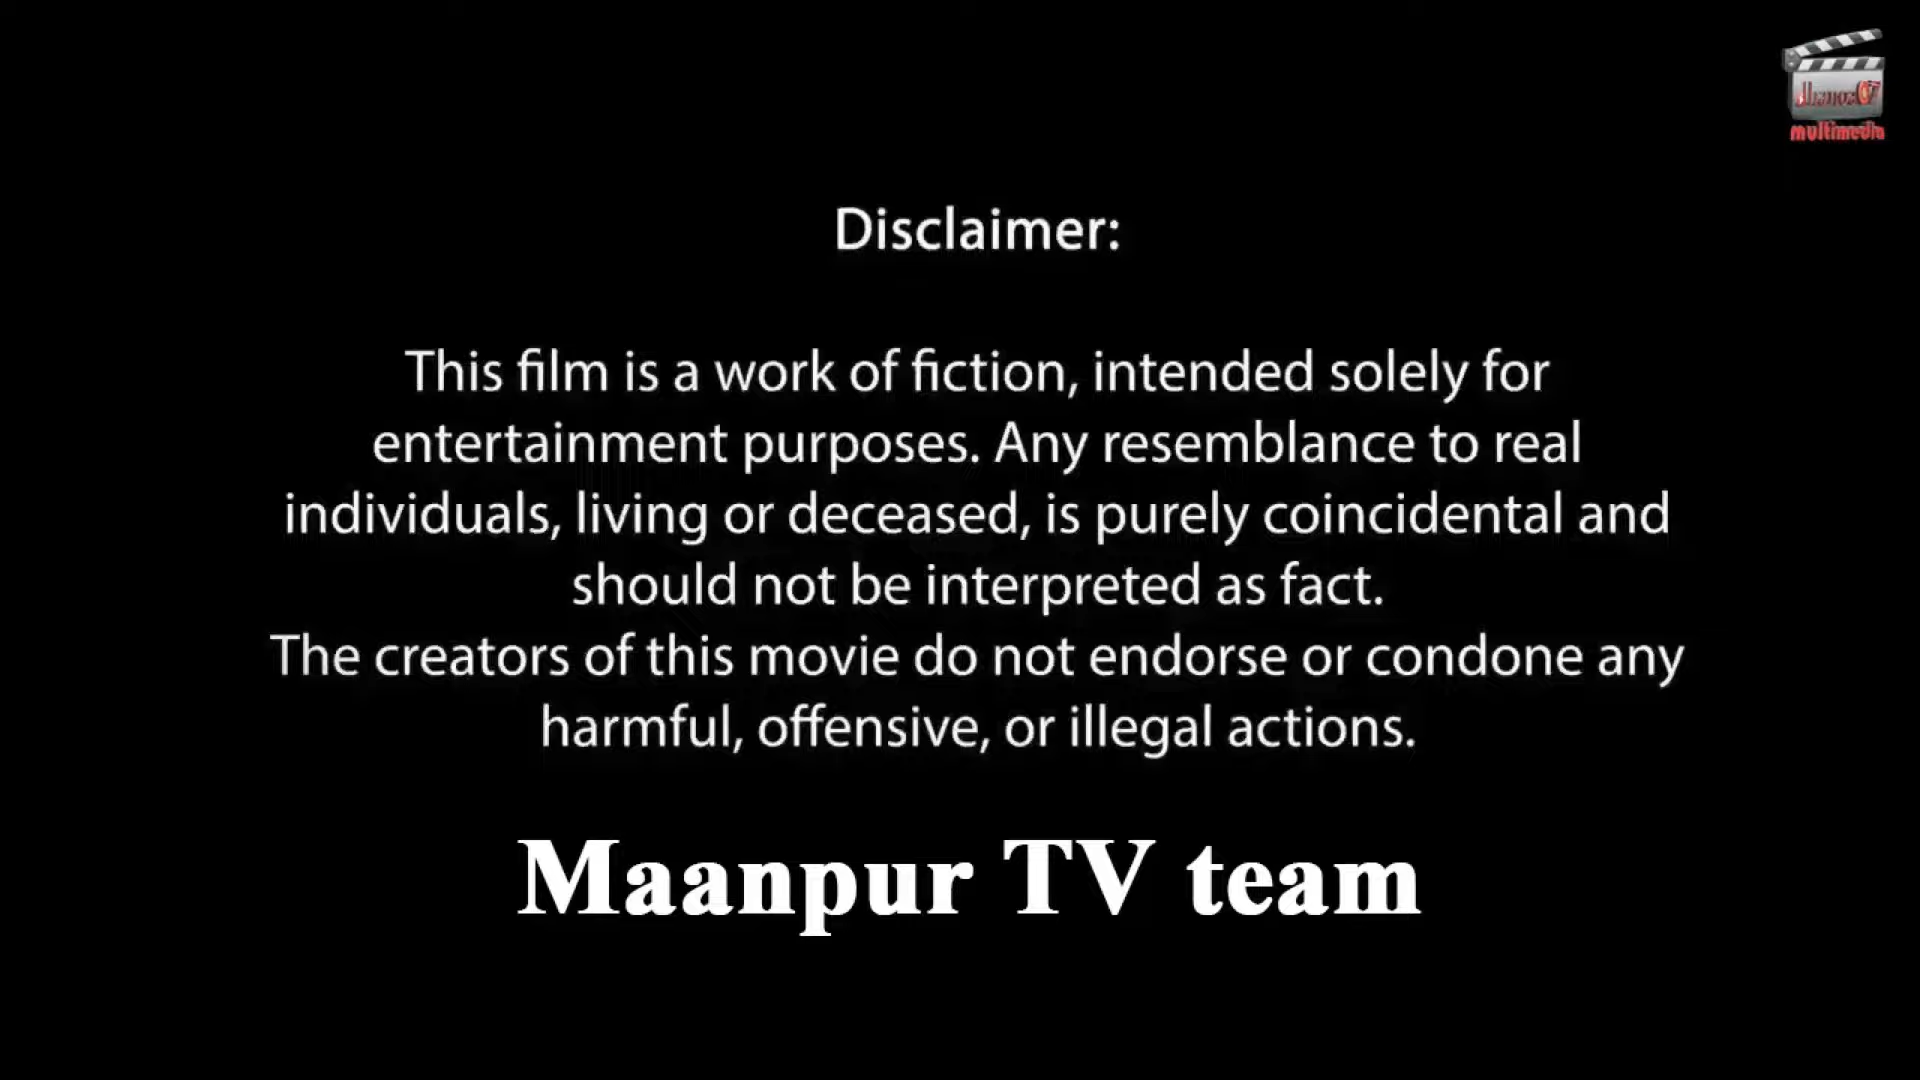 multimedia
Disclaimer:
This film is a work of fiction, intended solely for
entertainment purposes. Any resemblance to real
individuals, living or deceased, is purely coincidental and
should not be interpreted as fact.
The creators of this movie do not endorse or condone any
harmful, offensive, or illegal actions.
Maanpur TV team